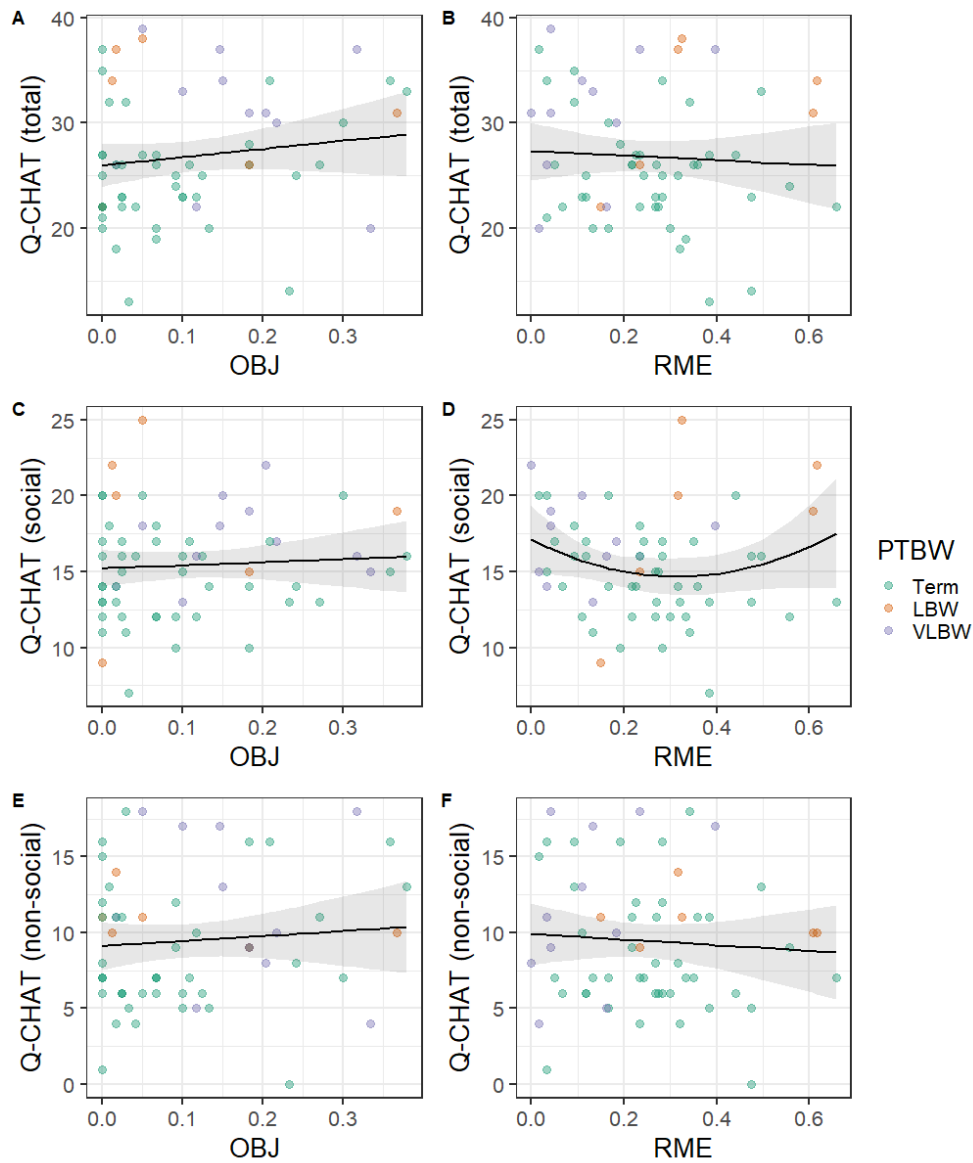 A
B
Q-CHAT (total)
40
30
20
0.0 0.1 0.2 0.3
OBJ
Q-CHAT (total)
40
30
20
0.0 0.2 0.4 0.6
RME
C
D
Q-CHAT (social)
25
20
15
10
0.0 0.1 0.2 0.3
OBJ
Q-CHAT (social)
25
20
15
10
0.0 0.2 0.4 0.6
RME
PTBW
Term
LBW
VLBW
E
F
Q-CHAT (non-social)
15
10
5
0
0.0 0.1 0.2 0.3
OBJ
Q-CHAT (non-social)
15
10
5
0
0.0 0.2 0.4 0.6
RME